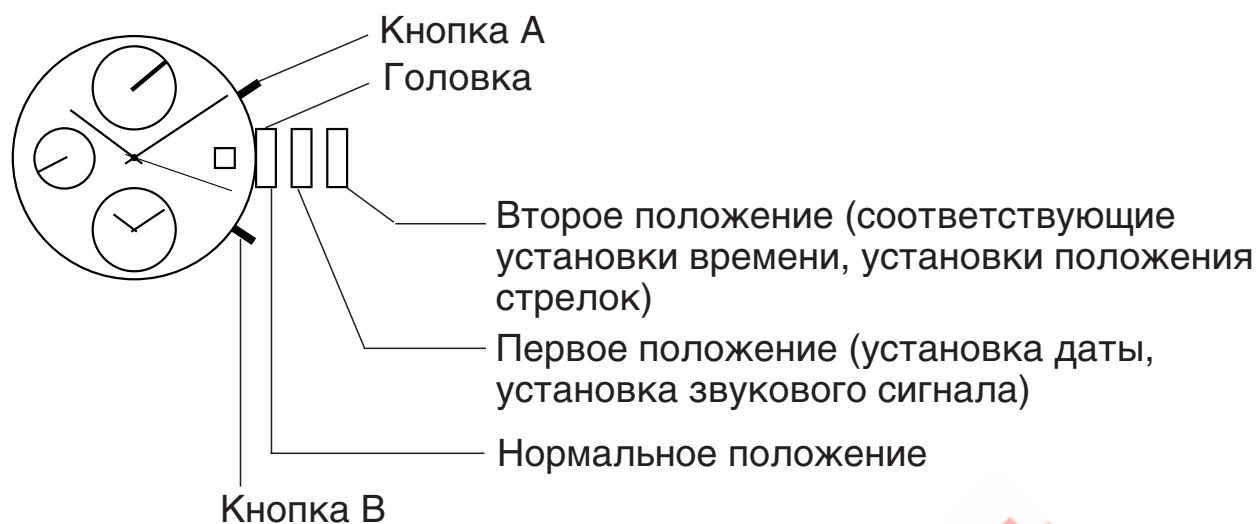 Кнопка А
Головка
Второе положение (соответствующие
установки времени, установки положения
стрелок)
Первое положение (установка даты,
установка звукового сигнала)
Нормальное положение
Кнопка В